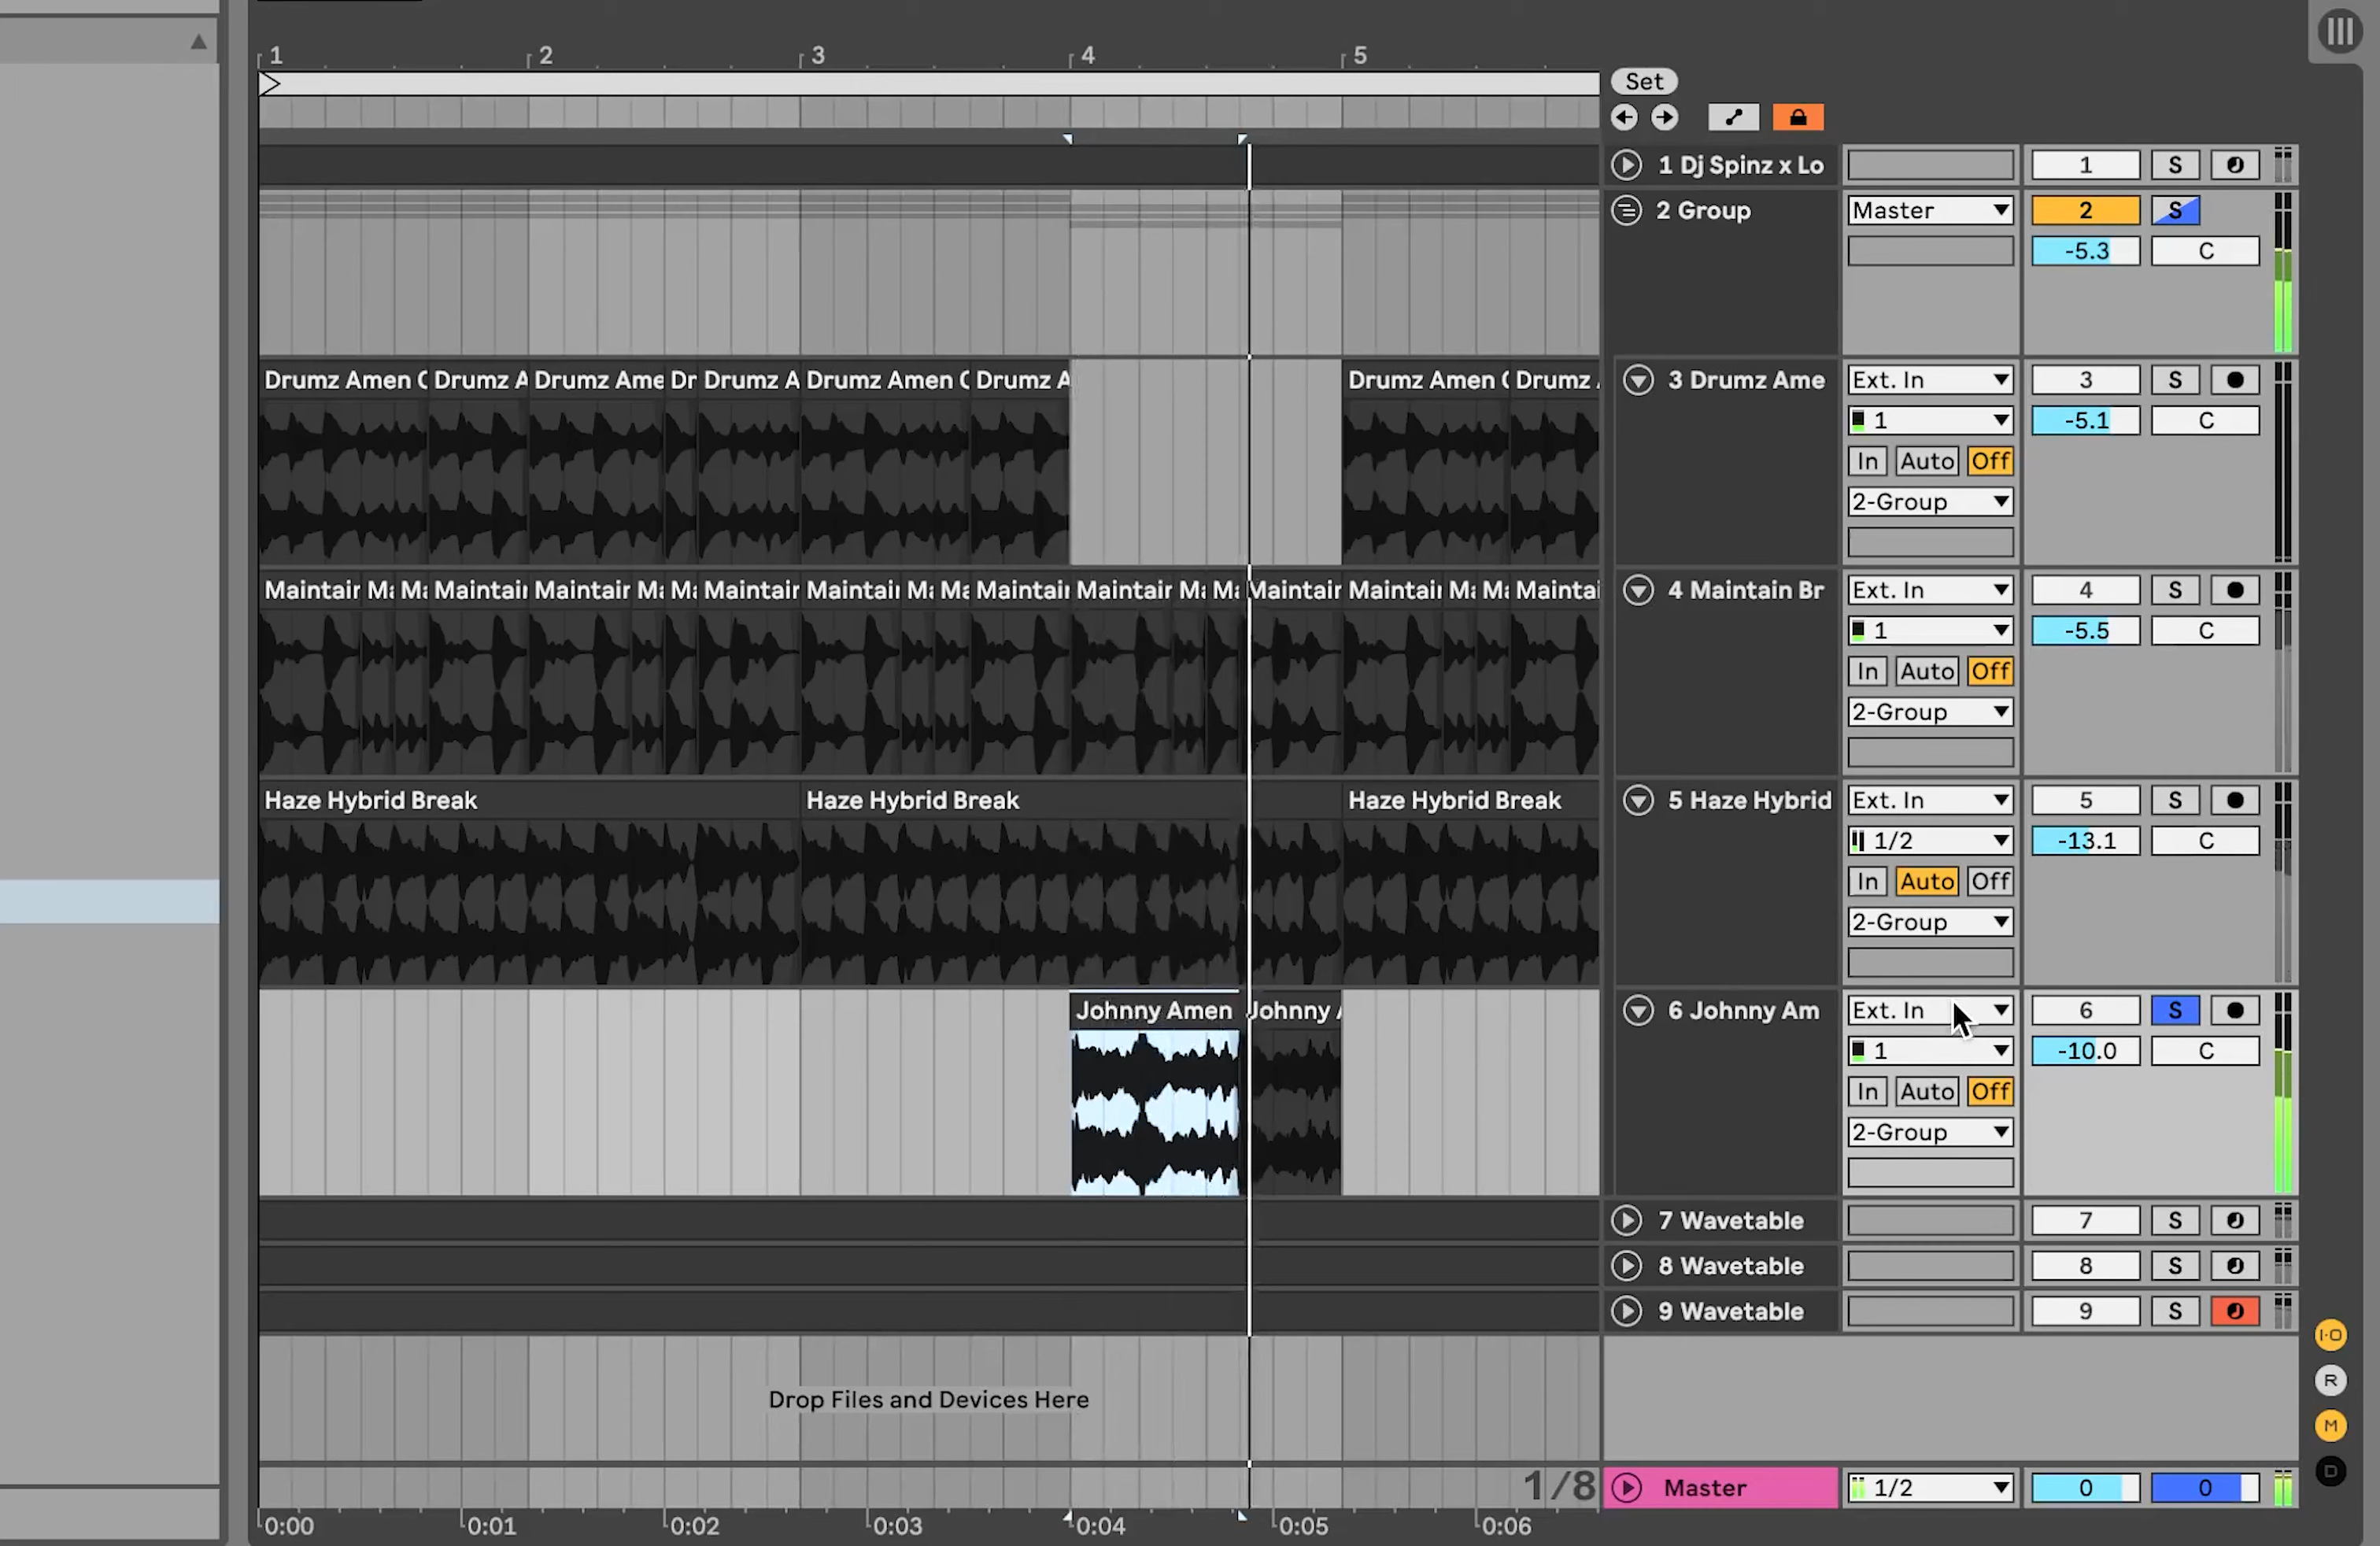 1 2 3 4 5
Set
1 Dj Spinz x Lo 1 S
2 Group Master 2 S
-5.3 C
Drumz Amen C Drumz A Drumz Ame Dr Drumz A Drumz Amen C Drumz A Drumz Amen C Drumz A 3 Drumz Ame Ext. In 3 S
1 -5.1 C
In Auto Off
2-Group
Maintair Ma Ma Maintair Maintair Ma Ma Maintair Maintair Ma Ma Maintair Maintair Ma Ma Maintair Maintair Ma Ma Maintai 4 Maintain Br Ext. In 4 S
1 -5.5 C
In Auto Off
2-Group
Haze Hybrid Break Haze Hybrid Break Haze Hybrid Break 5 Haze Hybrid Ext. In 5 S
1/2 -13.1 C
In Auto Off
2-Group
Johnny Amen Johnny A 6 Johnny Am Ext. In 6 S
1 -10.0 C
In Auto Off
2-Group
7 Wavetable 7 S
8 Wavetable 8 S
9 Wavetable 9 S
I·O
R
Drop Files and Devices Here
M
D
1/8 Master 1/2 0 0
0:00 0:01 0:02 0:03 0:04 0:05 0:06